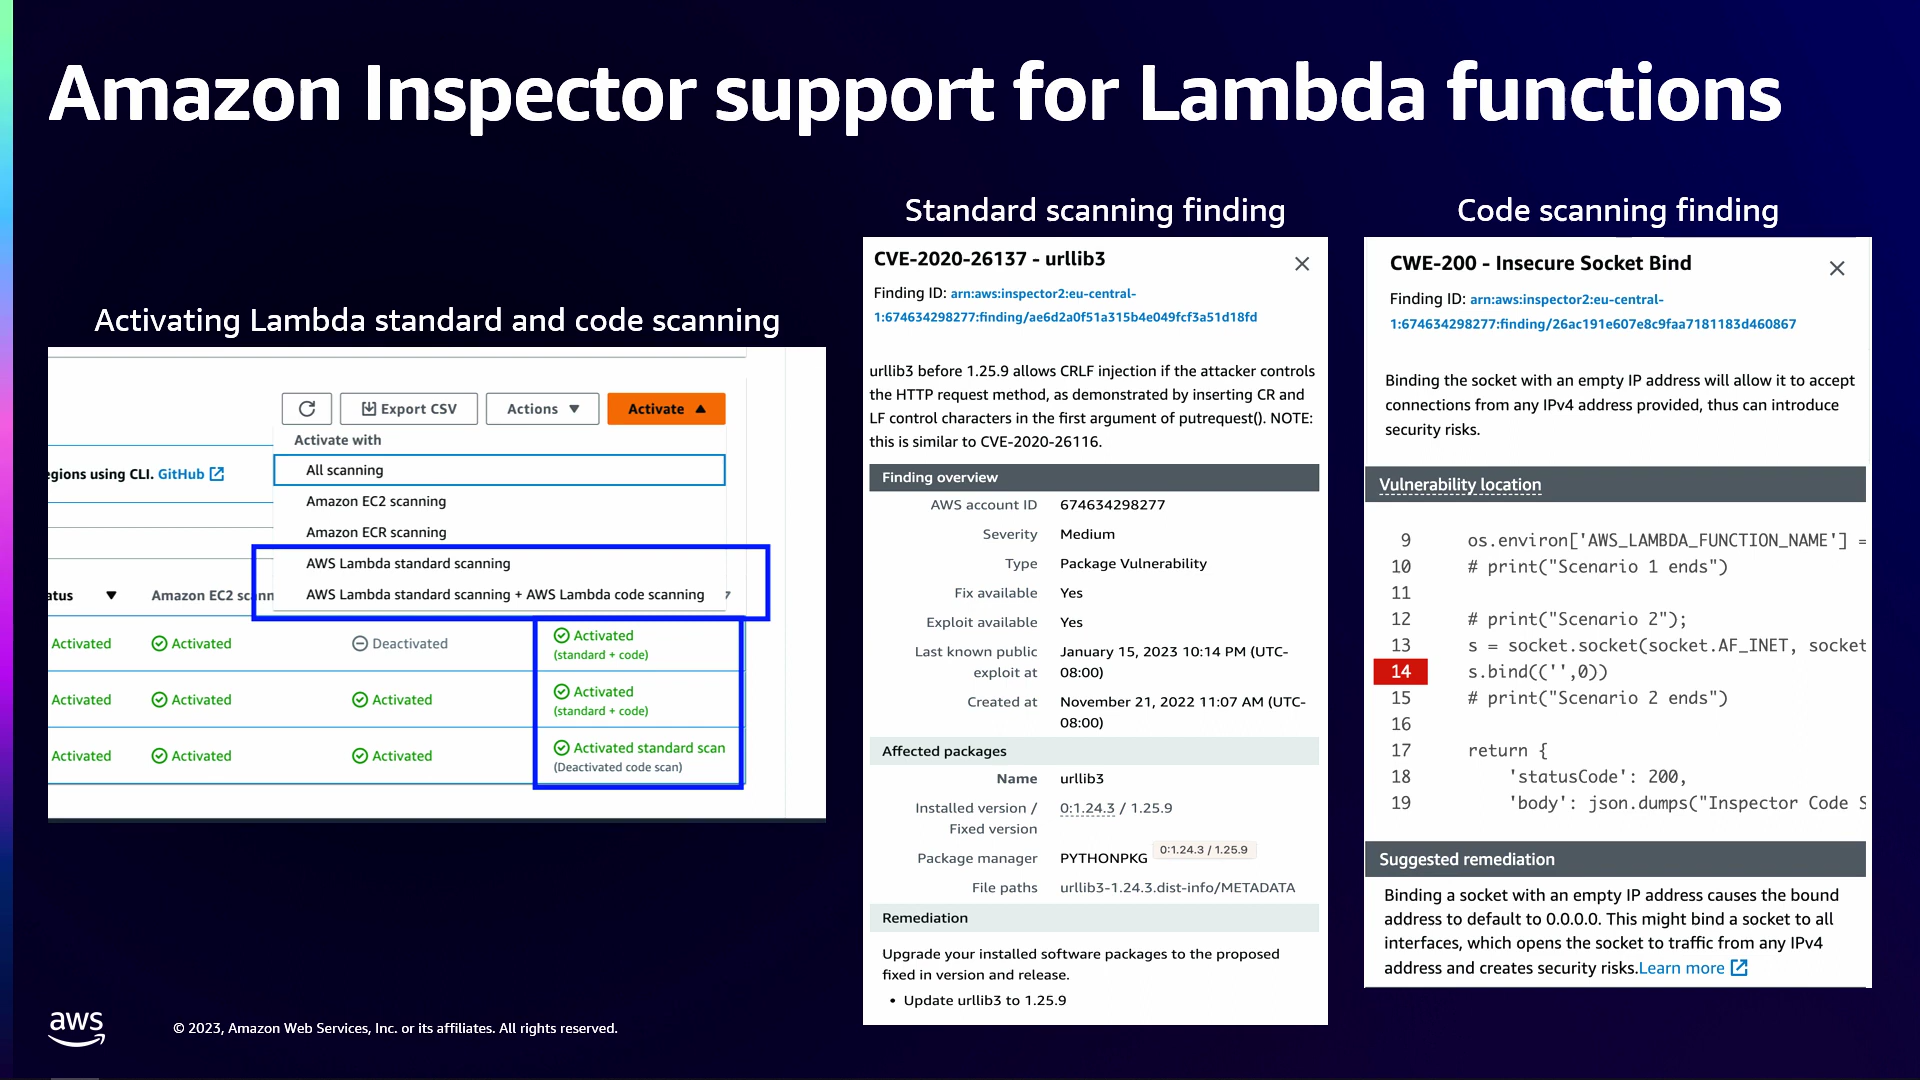 Amazon Inspector support for Lambda functions
Activating Lambda standard and code scanning
Export CSV
Actions
Activate
Activate with
All scanning
egions using CLI. GitHub
Amazon EC2 scanning
Amazon ECR scanning
AWS Lambda standard scanning
atus
Amazon EC2 scann
AWS Lambda standard scanning + AWS Lambda code scanning
Activated
Activated
Deactivated
Activated
(standard + code)
Activated
Activated
Activated
Activated
(standard + code)
Activated
Activated
Activated
Activated standard scan
(Deactivated code scan)
Standard scanning finding
CVE-2020-26137 - urllib3
Finding ID: arn:aws:inspector2:eu-central-
1:674634298277:finding/ae6d2a0f51a315b4e049fcf3a51d18fd
urllib3 before 1.25.9 allows CRLF injection if the attacker controls
the HTTP request method, as demonstrated by inserting CR and
LF control characters in the first argument of putrequest(). NOTE:
this is similar to CVE-2020-26116.
Finding overview
AWS account ID 674634298277
Severity Medium
Type Package Vulnerability
Fix available Yes
Exploit available Yes
Last known public January 15, 2023 10:14 PM (UTC-
exploit at 08:00)
Created at November 21, 2022 11:07 AM (UTC-
08:00)
Affected packages
Name urllib3
Installed version / 0:1.24.3 / 1.25.9
Fixed version
Package manager PYTHONPKG 0:1.24.3 / 1.25.9
File paths urllib3-1.24.3.dist-info/METADATA
Remediation
Upgrade your installed software packages to the proposed
fixed in version and release.
• Update urllib3 to 1.25.9
Code scanning finding
CWE-200 - Insecure Socket Bind
Finding ID: arn:aws:inspector2:eu-central-
1:674634298277:finding/26ac191e607e8c9faa7181183d460867
Binding the socket with an empty IP address will allow it to accept
connections from any IPv4 address provided, thus can introduce
security risks.
Vulnerability location
9 os.environ['AWS_LAMBDA_FUNCTION_NAME'] =
10 # print("Scenario 1 ends")
11
12 # print("Scenario 2");
13 s = socket.socket(socket.AF_INET, socket
14 s.bind(('',0))
15 # print("Scenario 2 ends")
16
17 return {
18 'statusCode': 200,
19 'body': json.dumps("Inspector Code S
Suggested remediation
Binding a socket with an empty IP address causes the bound
address to default to 0.0.0.0. This might bind a socket to all
interfaces, which opens the socket to traffic from any IPv4
address and creates security risks.Learn more
aws
© 2023, Amazon Web Services, Inc. or its affiliates. All rights reserved.